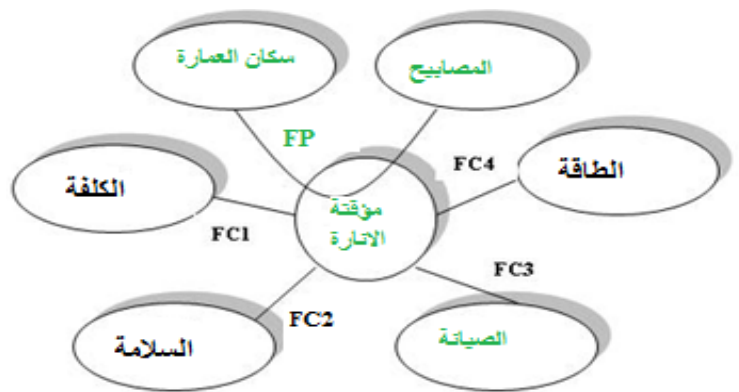 سكان العمارة
المصابيح
FP
FC4
الطاقة
الكلفة
مؤقتة
الانارة
FC1
FC3
FC2
السلامة
الصيانة